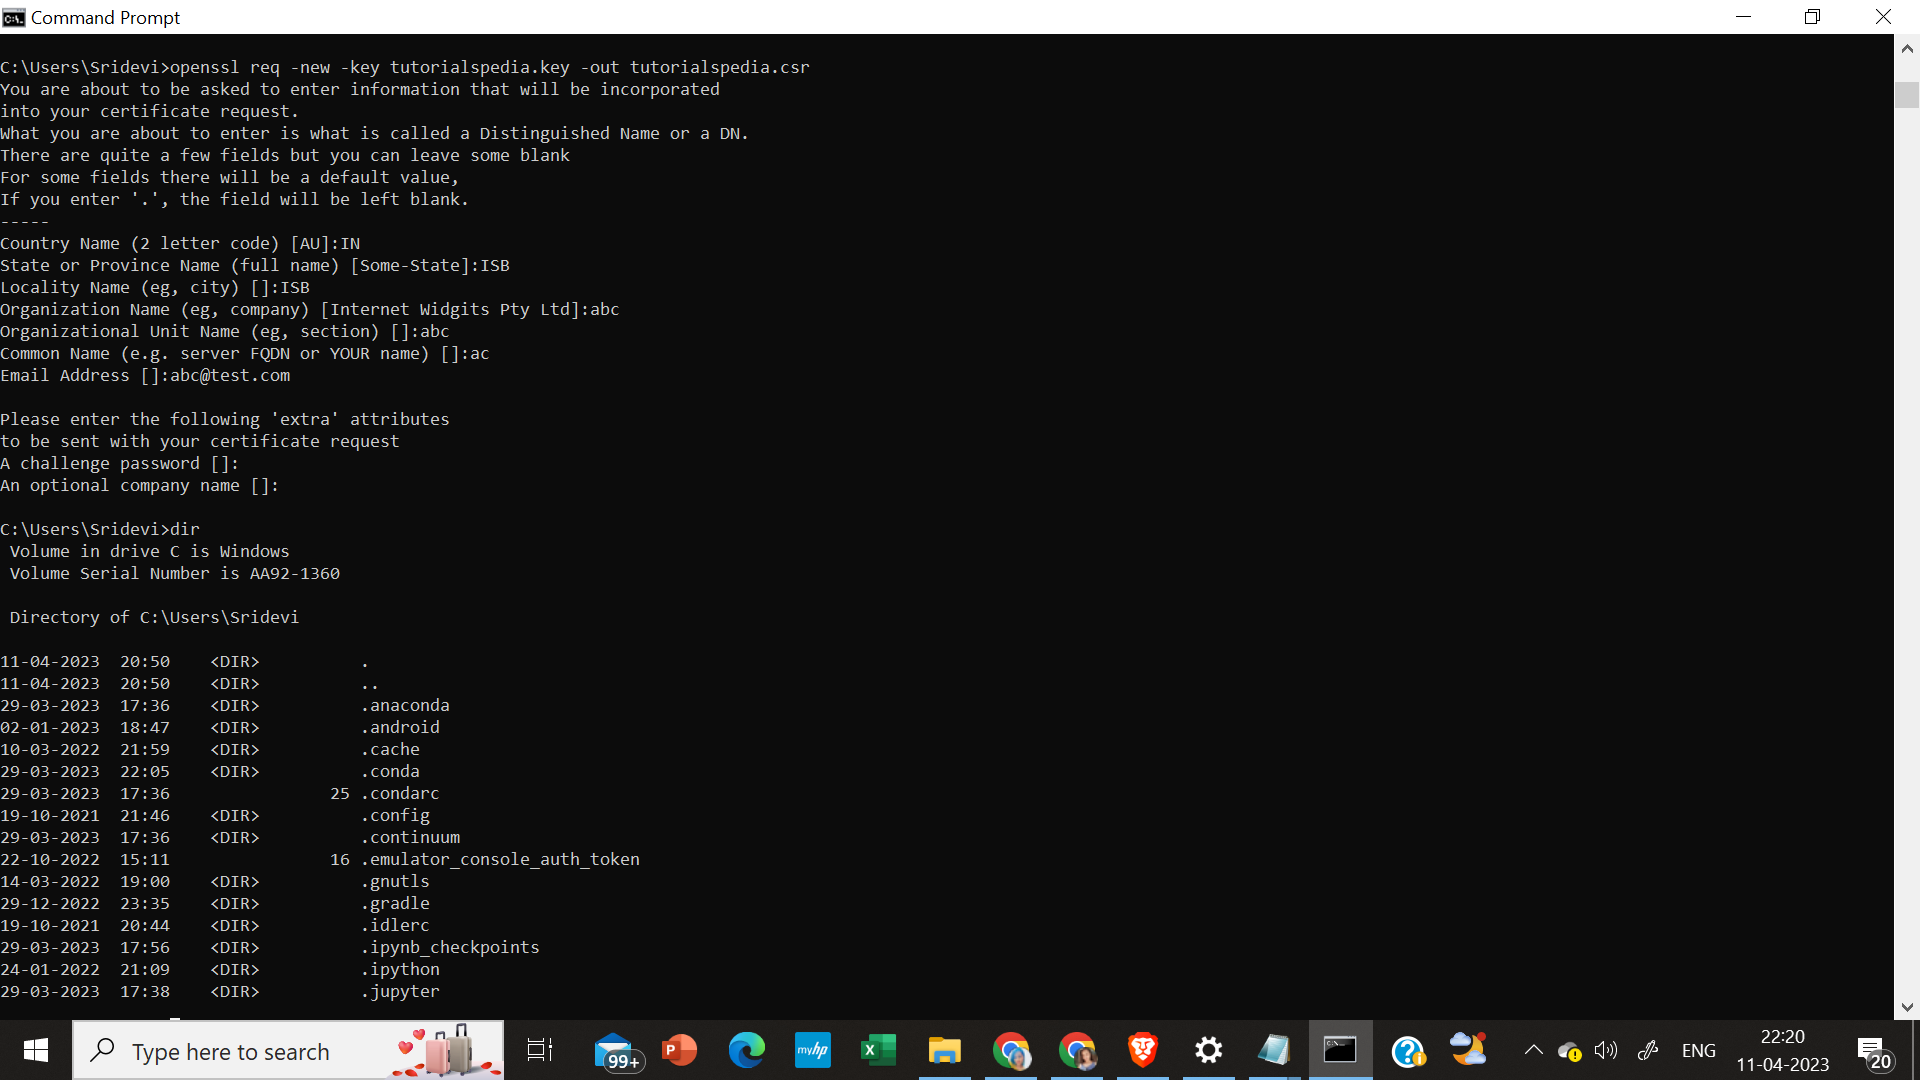 Command Prompt
C:\Users\Sridevi>openssl req -new -key tutorialspedia.key -out tutorialspedia.csr
You are about to be asked to enter information that will be incorporated
into your certificate request.
What you are about to enter is what is called a Distinguished Name or a DN.
There are quite a few fields but you can leave some blank
For some fields there will be a default value,
If you enter '.', the field will be left blank.
-----
Country Name (2 letter code) [AU]:IN
State or Province Name (full name) [Some-State]:ISB
Locality Name (eg, city) []:ISB
Organization Name (eg, company) [Internet Widgits Pty Ltd]:abc
Organizational Unit Name (eg, section) []:abc
Common Name (e.g. server FQDN or YOUR name) []:ac
Email Address []:abc@test.com
Please enter the following 'extra' attributes
to be sent with your certificate request
A challenge password []:
An optional company name []:
C:\Users\Sridevi>dir
Volume in drive C is Windows
Volume Serial Number is AA92-1360
Directory of C:\Users\Sridevi
11-04-2023 20:50 <DIR> .
11-04-2023 20:50 <DIR> ..
29-03-2023 17:36 <DIR> .anaconda
02-01-2023 18:47 <DIR> .android
10-03-2022 21:59 <DIR> .cache
29-03-2023 22:05 <DIR> .conda
29-03-2023 17:36 25 .condarc
19-10-2021 21:46 <DIR> .config
29-03-2023 17:36 <DIR> .continuum
22-10-2022 15:11 16 .emulator_console_auth_token
14-03-2022 19:00 <DIR> .gnutls
29-12-2022 23:35 <DIR> .gradle
19-10-2021 20:44 <DIR> .idlerc
29-03-2023 17:56 <DIR> .ipynb_checkpoints
24-01-2022 21:09 <DIR> .ipython
29-03-2023 17:38 <DIR> .jupyter
Type here to search
99+
myhp
ENG
22:20
11-04-2023
20